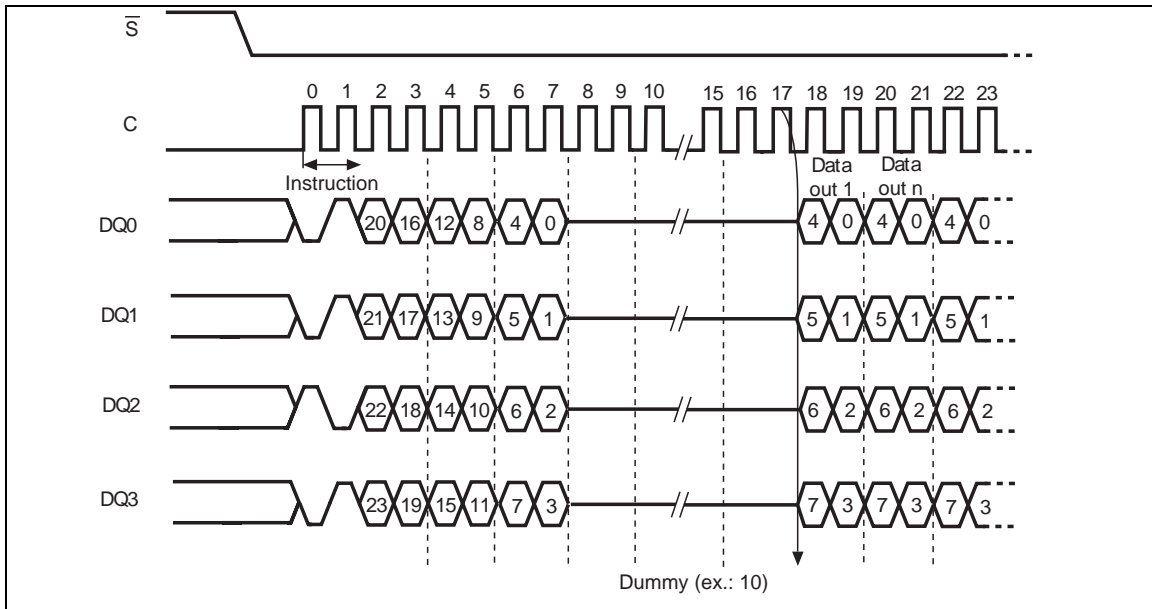 S
0 1 2 3 4 5 6 7 8 9 10 15 16 17 18 19 20 21 22 23
C
Instruction
Data out 1
Data out n
DQ0 20 16 12 8 4 0 4 0 4 0 4 0
DQ1 21 17 13 9 5 1 5 1 5 1 5 1
DQ2 22 18 14 10 6 2 6 2 6 2 6 2
DQ3 23 19 15 11 7 3 7 3 7 3 7 3
Dummy (ex.: 10)